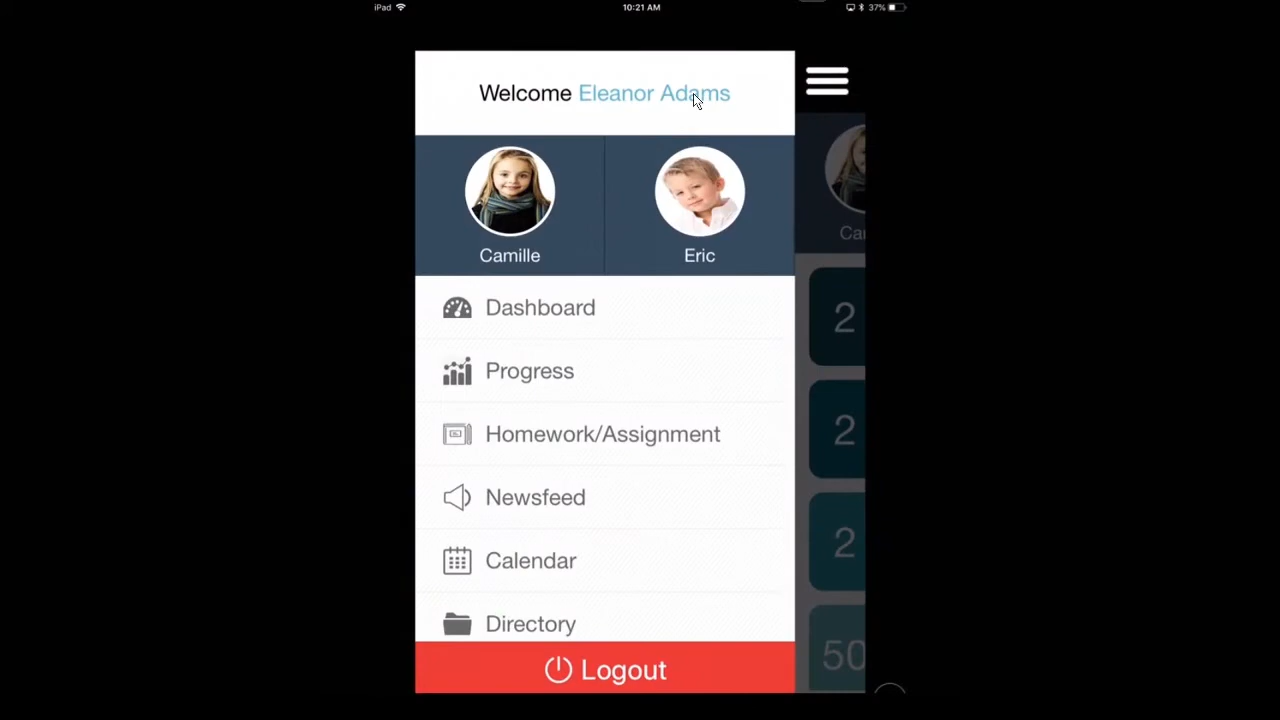 iPad 10:21 AM 37%
Welcome Eleanor Adams
Camille Eric
Dashboard
Progress
Homework/Assignment
Newsfeed
Calendar
Directory
Logout
Ca
2
2
2
50